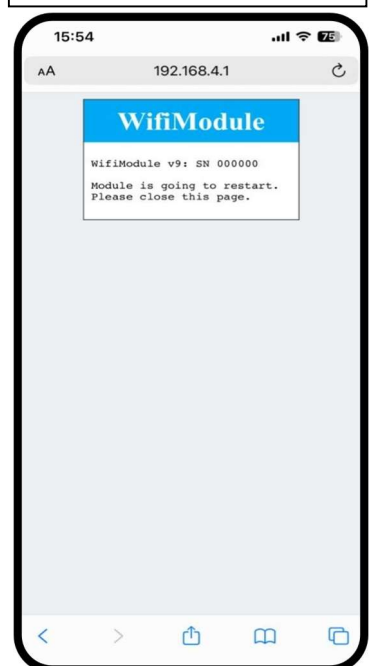 15:54
75
AA 192.168.4.1
WifiModule
WifiModule v9: SN 000000
Module is going to restart.
Please close this page.